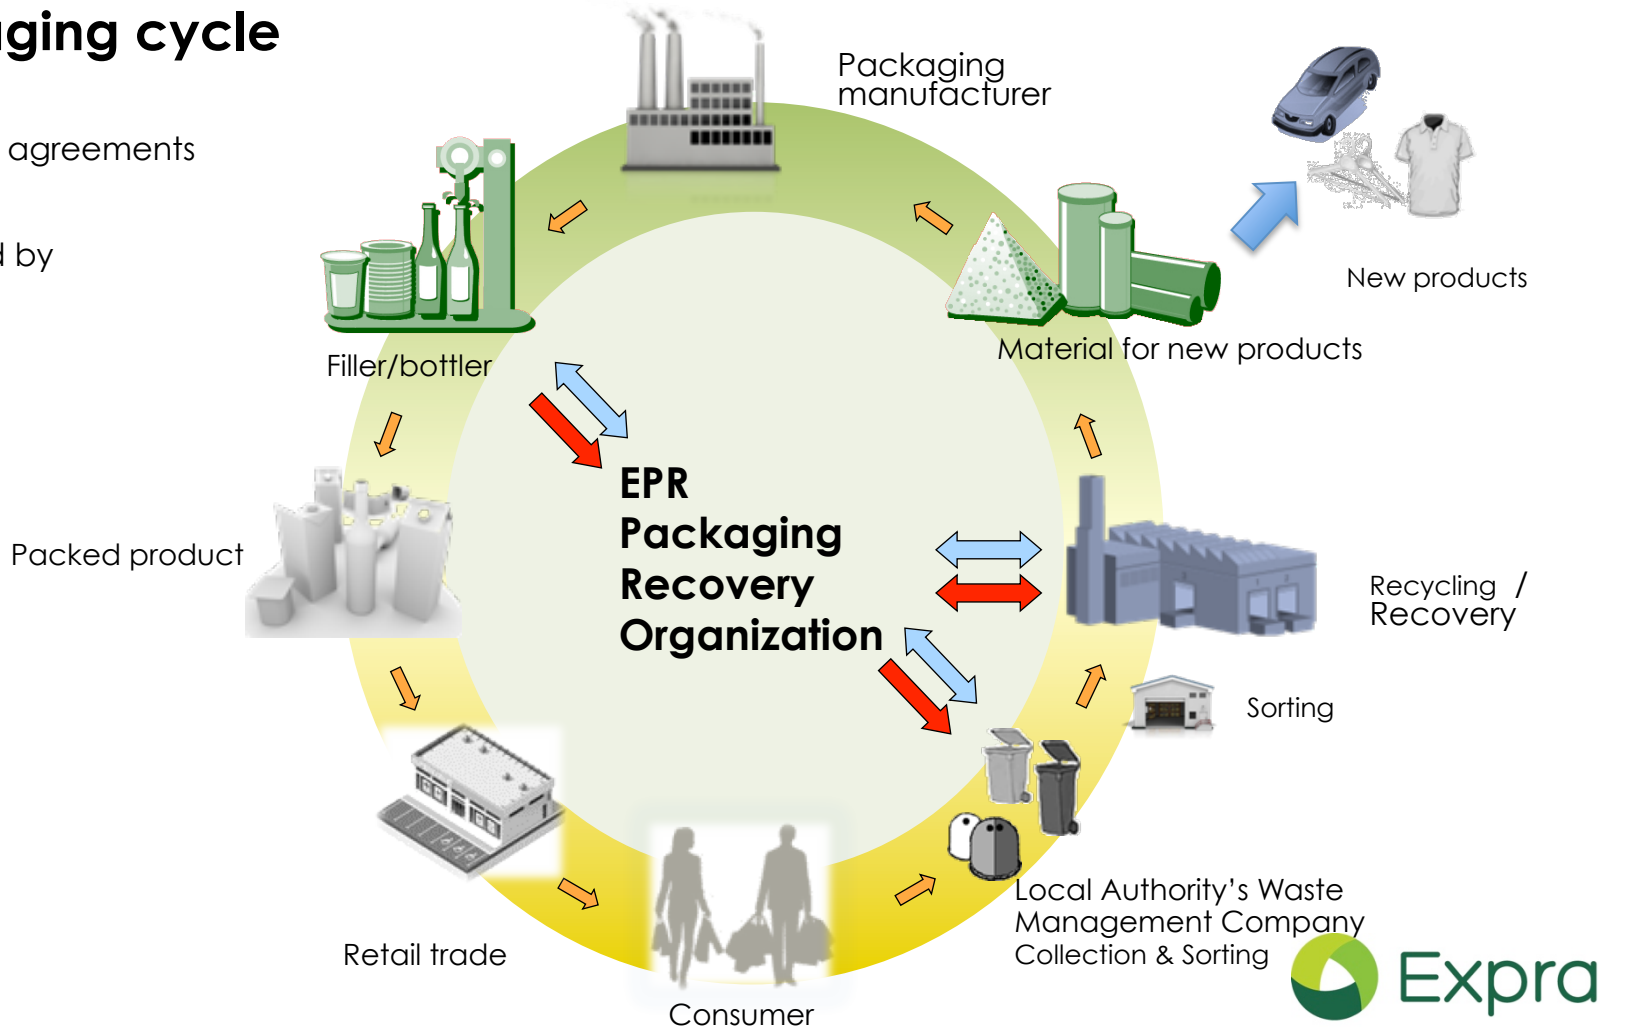 cycle
agreements
by
Packaging
manufacturer
New products
Material for new products
Filler/bottler
EPR
Packaging
Recovery
Organization
Packed product
Recycling /
Recovery
Sorting
Local Authority’s Waste
Management Company
Collection & Sorting
Retail trade
Consumer
Expra